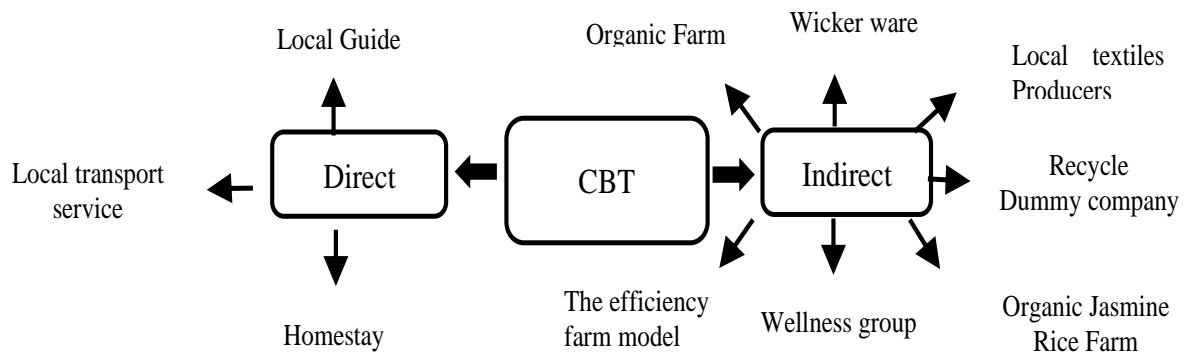 Local Guide
Organic Farm
Wicker ware
Local textiles
Producers
Local transport
service
Direct
CBT
Indirect
Recycle
Dummy company
Homestay
The efficiency
farm model
Wellness group
Organic Jasmine
Rice Farm